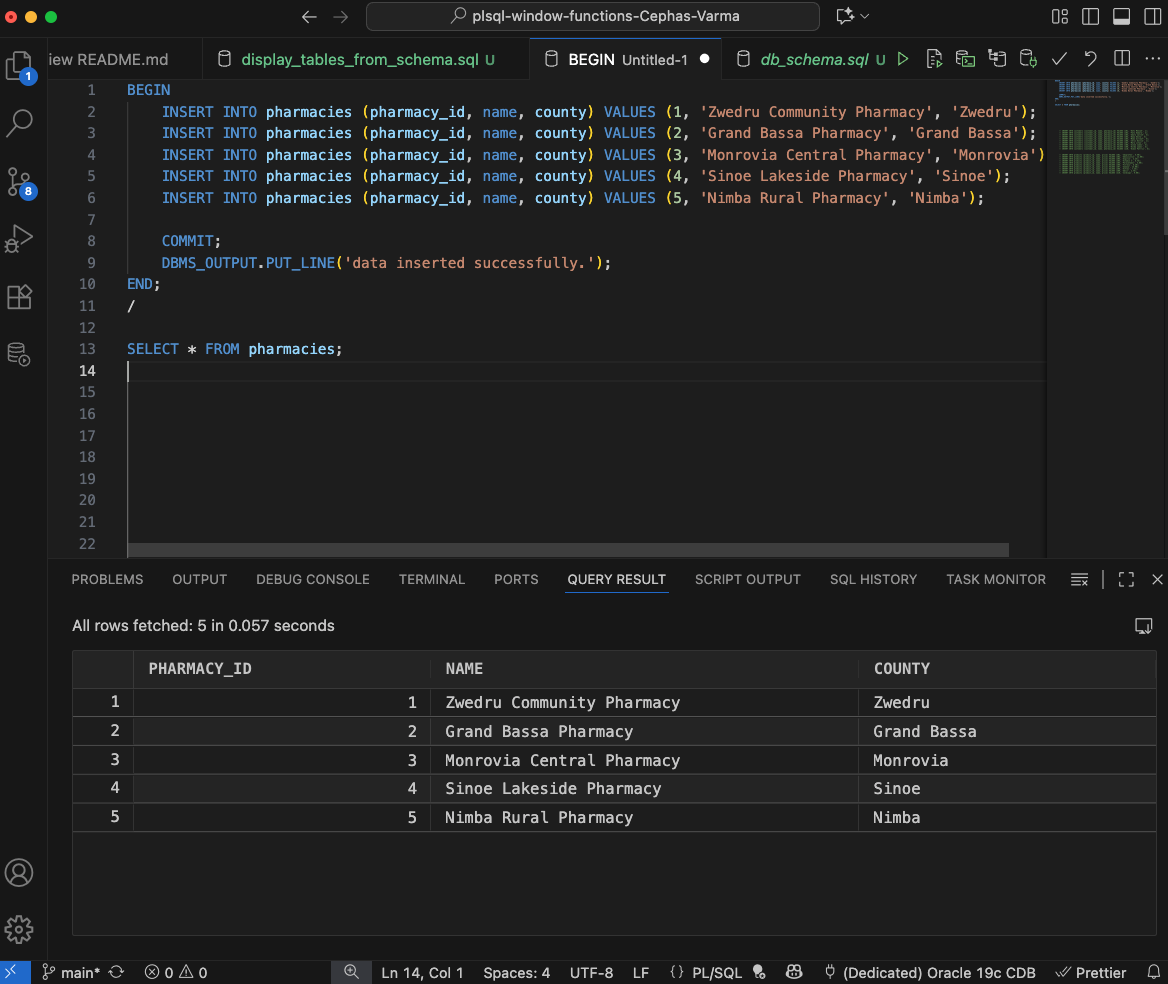 plsql-window-functions-Cephas-Varma
iew README.md
display_tables_from_schema.sql U
BEGIN Untitled-1
db_schema.sql U
1 BEGIN
2 INSERT INTO pharmacies (pharmacy_id, name, county) VALUES (1, 'Zwedru Community Pharmacy', 'Zwedru');
3 INSERT INTO pharmacies (pharmacy_id, name, county) VALUES (2, 'Grand Bassa Pharmacy', 'Grand Bassa');
4 INSERT INTO pharmacies (pharmacy_id, name, county) VALUES (3, 'Monrovia Central Pharmacy', 'Monrovia')
5 INSERT INTO pharmacies (pharmacy_id, name, county) VALUES (4, 'Sinoe Lakeside Pharmacy', 'Sinoe');
6 INSERT INTO pharmacies (pharmacy_id, name, county) VALUES (5, 'Nimba Rural Pharmacy', 'Nimba');
7
8 COMMIT;
9 DBMS_OUTPUT.PUT_LINE('data inserted successfully.');
10 END;
11 /
12
13 SELECT * FROM pharmacies;
14
15
16
17
18
19
20
21
22
1
8
PROBLEMS OUTPUT DEBUG CONSOLE TERMINAL PORTS QUERY RESULT SCRIPT OUTPUT SQL HISTORY TASK MONITOR
All rows fetched: 5 in 0.057 seconds
PHARMACY_ID NAME COUNTY
1 1 Zwedru Community Pharmacy Zwedru
2 2 Grand Bassa Pharmacy Grand Bassa
3 3 Monrovia Central Pharmacy Monrovia
4 4 Sinoe Lakeside Pharmacy Sinoe
5 5 Nimba Rural Pharmacy Nimba
main* 0 0 Ln 14, Col 1 Spaces: 4 UTF-8 LF {} PL/SQL (Dedicated) Oracle 19c CDB Prettier